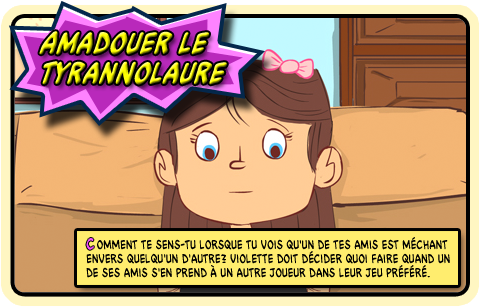 AMADOUER LE
TYRANNOLAURE
COMMENT TE SENS-TU LORSQUE TU VOIS QU'UN DE TES AMIS EST MÉCHANT
ENVERS QUELQU'UN D'AUTRE? VIOLETTE DOIT DÉCIDER QUOI FAIRE QUAND UN
DE SES AMIS S'EN PREND À UN AUTRE JOUEUR DANS LEUR JEU PRÉFÉRÉ.